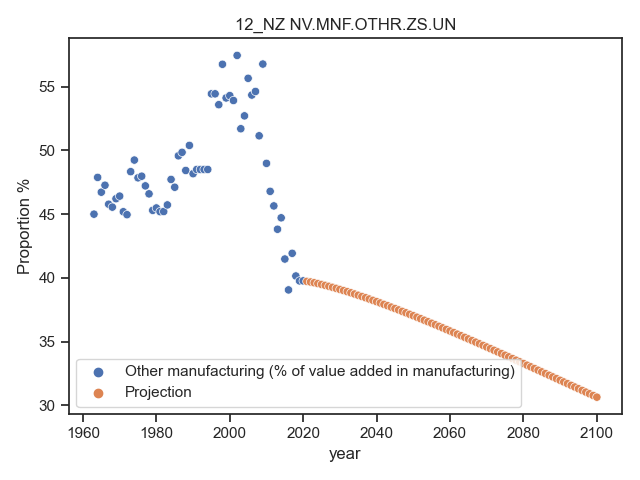 12_NZ NV.MNF.OTHR.ZS.UN
Proportion %
55
50
45
40
35
30
Other manufacturing (% of value added in manufacturing)
Projection
1960 1980 2000 2020 2040 2060 2080 2100
year